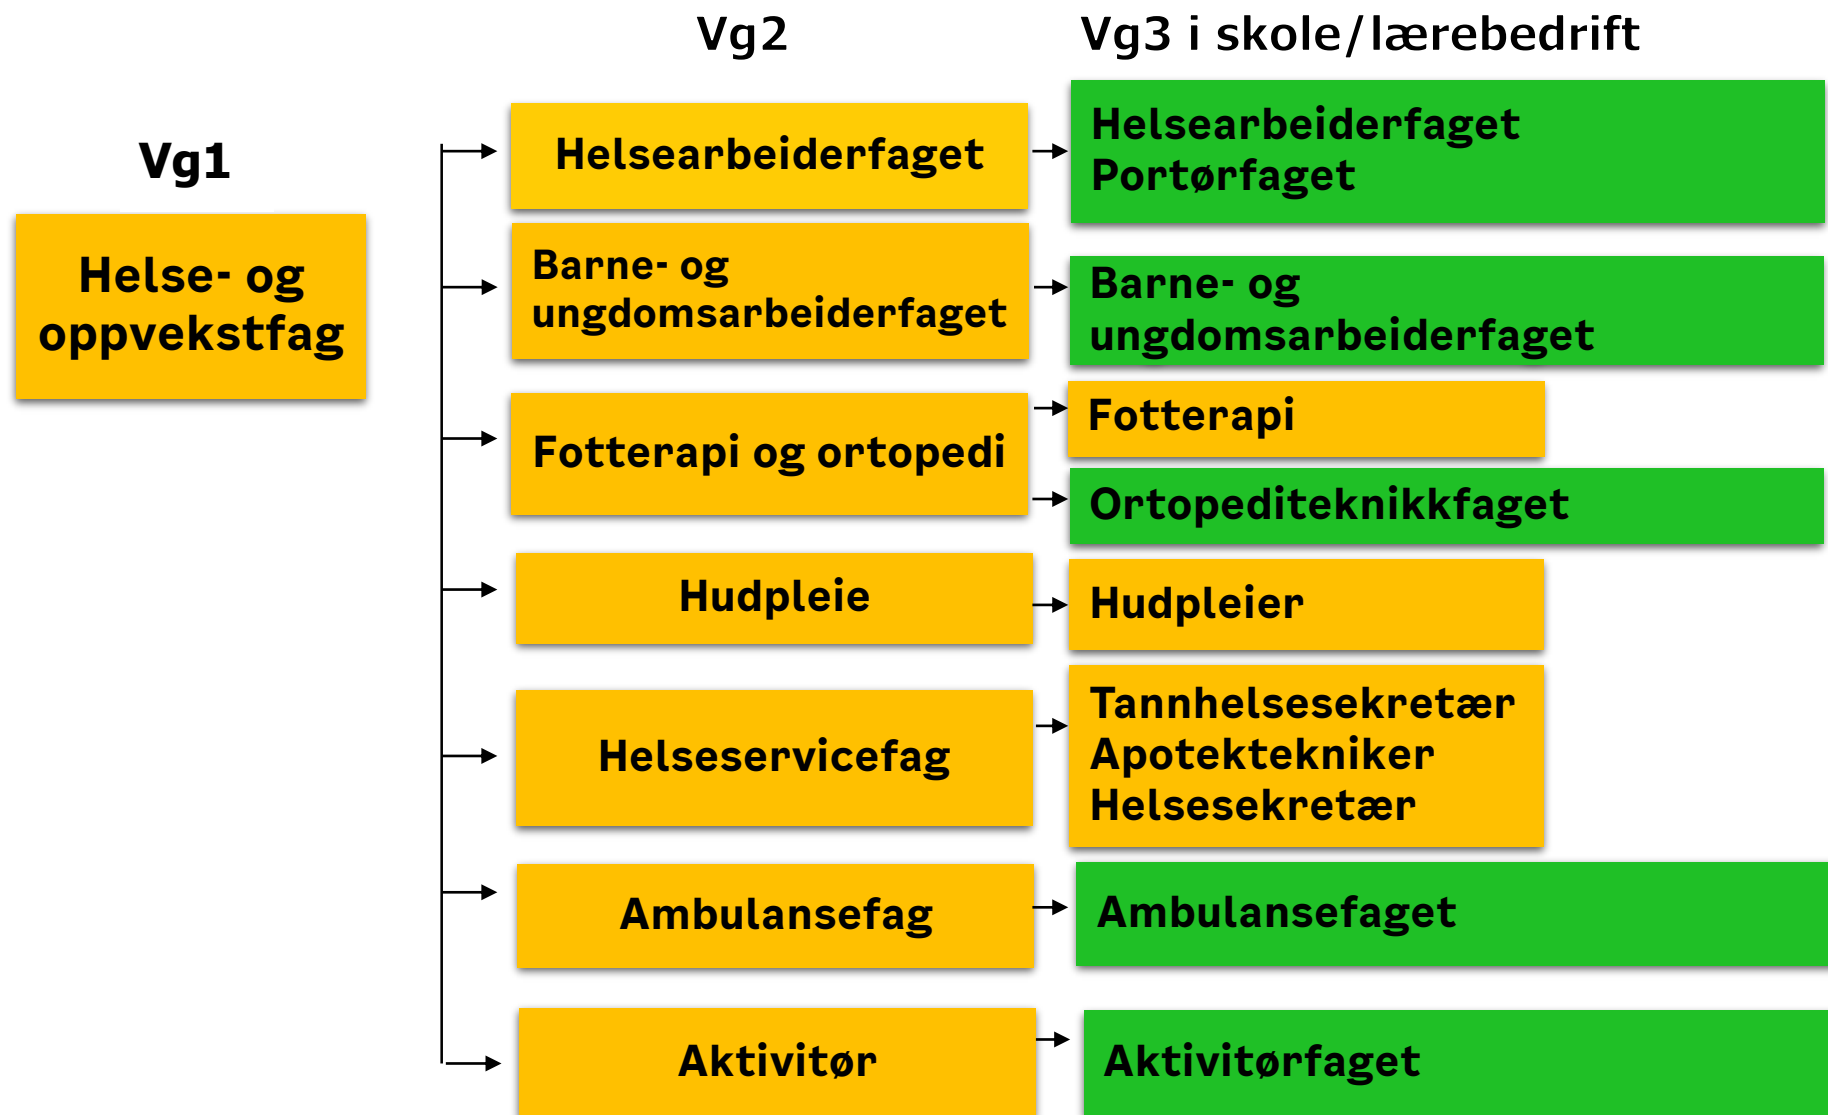 Vg1
Helse- og
oppvekstfag
Vg2
Helsearbeiderfaget
Barne- og
ungdomsarbeiderfaget
Fotterapi og ortopedi
Hudpleie
Helseservicefag
Ambulansefag
Aktivitør
Vg3 i skole/lærebedrift
Helsearbeiderfaget
Portørfaget
Barne- og
ungdomsarbeiderfaget
Fotterapi
Ortopediteknikkfaget
Hudpleier
Tannhelsesekretær
Apotektekniker
Helsesekretær
Ambulansefaget
Aktivitørfaget